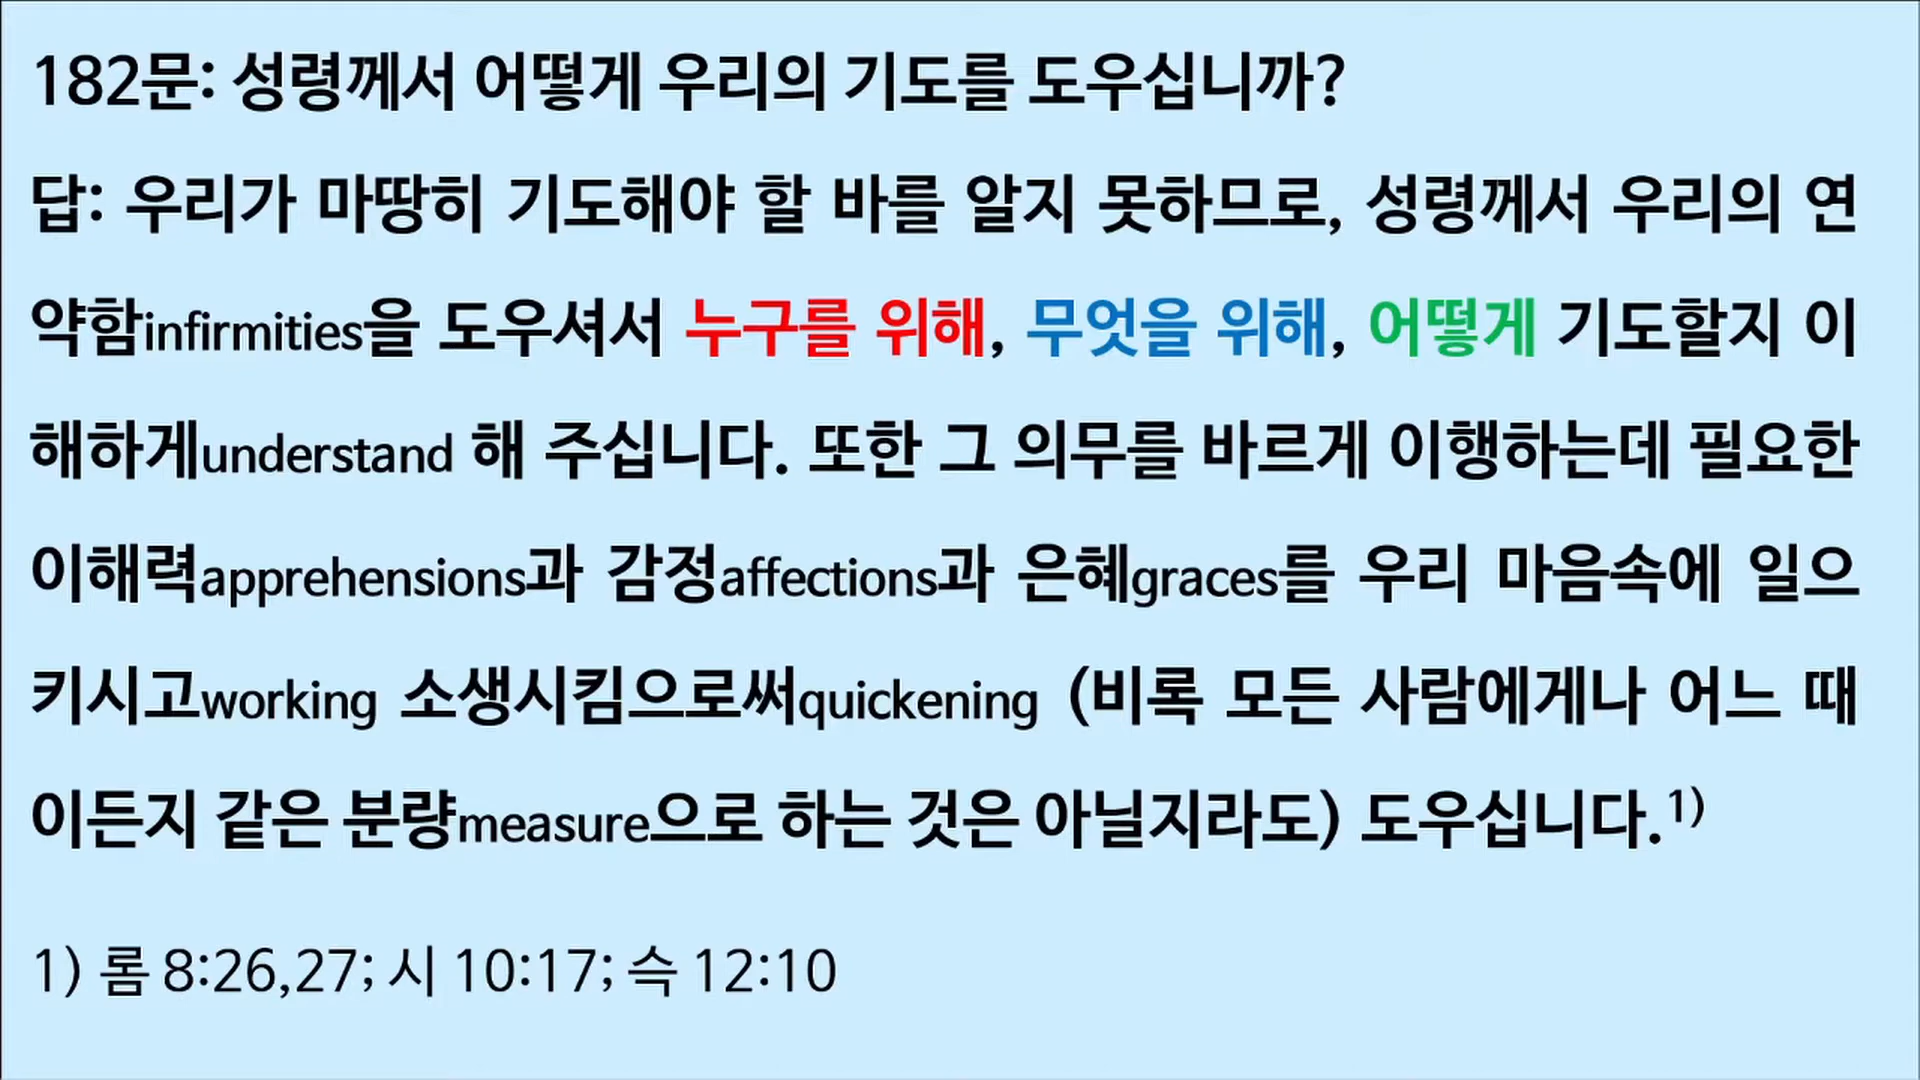 182문: 성령께서 어떻게 우리의 기도를 도우십니까?
답: 우리가 마땅히 기도해야 할 바를 알지 못하므로, 성령께서 우리의 연
약함infirmities을 도우셔서 누구를 위해, 무엇을 위해, 어떻게 기도할지 이
해하게understand 해 주십니다. 또한 그 의무를 바르게 이행하는데 필요한
이해력apprehensions과 감정affections과 은혜graces를 우리 마음속에 일으
키시고working 소생시킴으로써quickening (비록 모든 사람에게나 어느 때
이든지 같은 분량measure으로 하는 것은 아닐지라도) 도우십니다.1)
1) 롬 8:26,27; 시 10:17; 슥 12:10